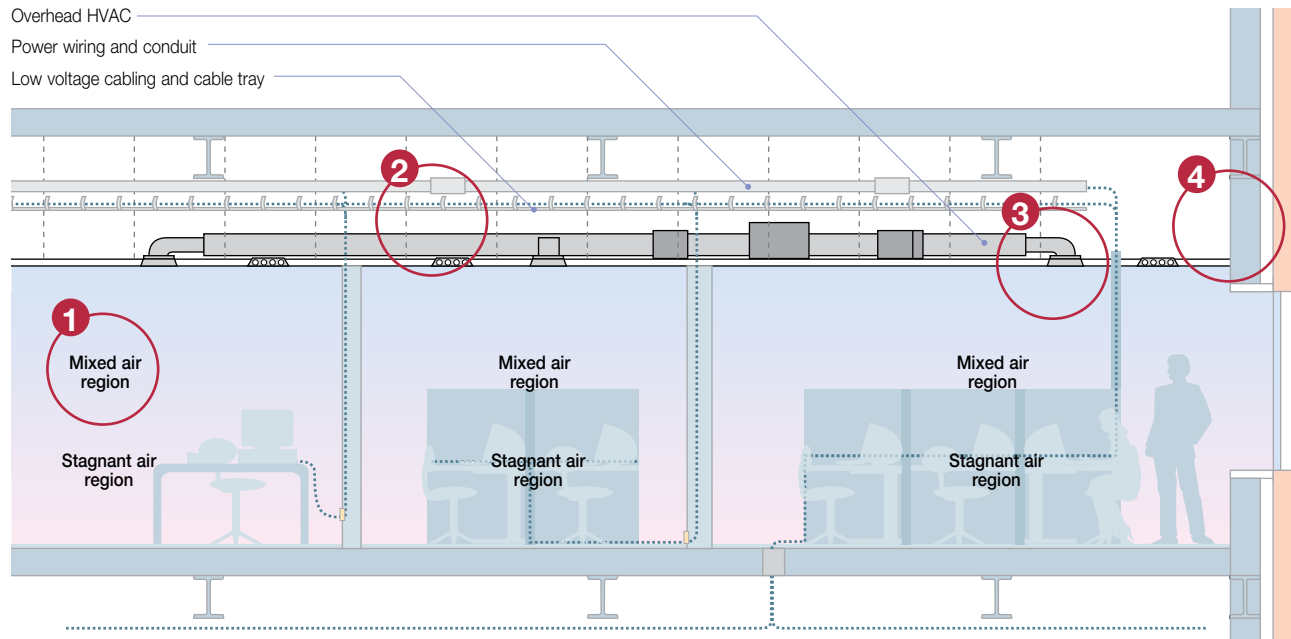 Overhead HVAC
Power wiring and conduit
Low voltage cabling and cable tray
2
4
3
1
Mixed air
region
Mixed air
region
Mixed air
region
Stagnant air
region
Stagnant air
region
Stagnant air
region